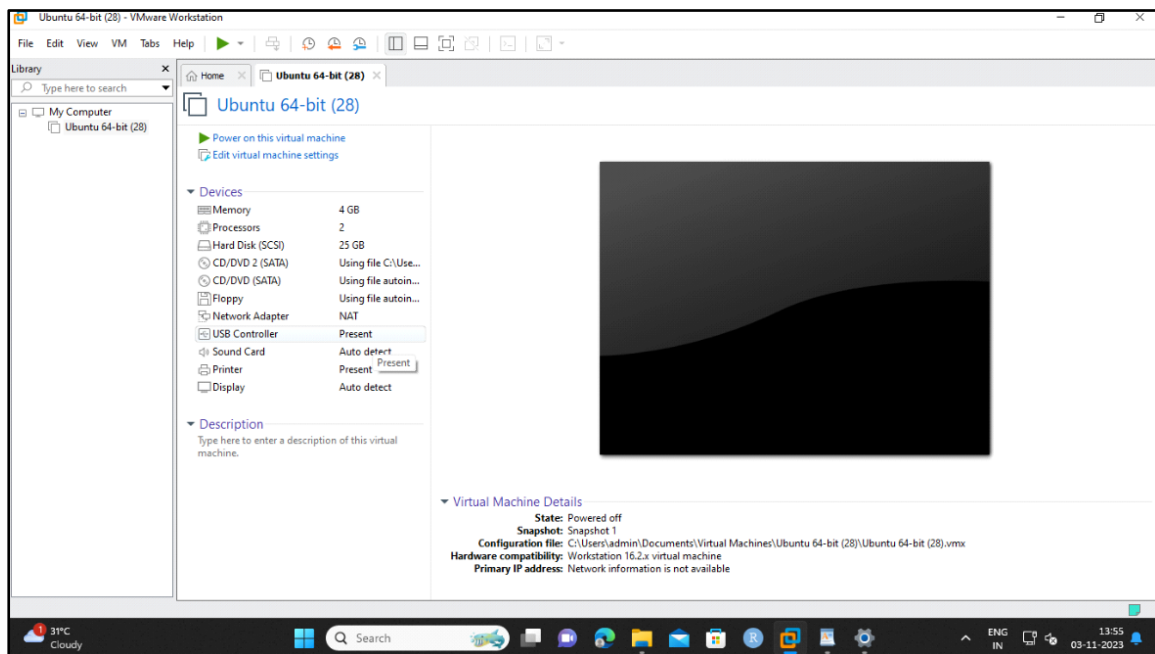 Ubuntu 64-bit (28) - VMware Workstation
File Edit View VM Tabs Help
Library
Type here to search
My Computer
Ubuntu 64-bit (28)
Home
Ubuntu 64-bit (28)
Ubuntu 64-bit (28)
Power on this virtual machine
Edit virtual machine settings
Devices
Memory 4 GB
Processors 2
Hard Disk (SCSI) 25 GB
CD/DVD 2 (SATA) Using file C:\Use...
CD/DVD (SATA) Using file autoin...
Floppy Using file autoin...
Network Adapter NAT
USB Controller Present
Sound Card Auto detect
Present
Printer Present
Display Auto detect
Description
Type here to enter a description of this virtual
machine.
Virtual Machine Details
State: Powered off
Snapshot: Snapshot 1
Configuration file: C:\Users\admin\Documents\Virtual Machines\Ubuntu 64-bit (28)\Ubuntu 64-bit (28).vmx
Hardware compatibility: Workstation 16.2.x virtual machine
Primary IP address: Network information is not available
1
31°C
Cloudy
Search
R
ENG
IN
13:55
03-11-2023